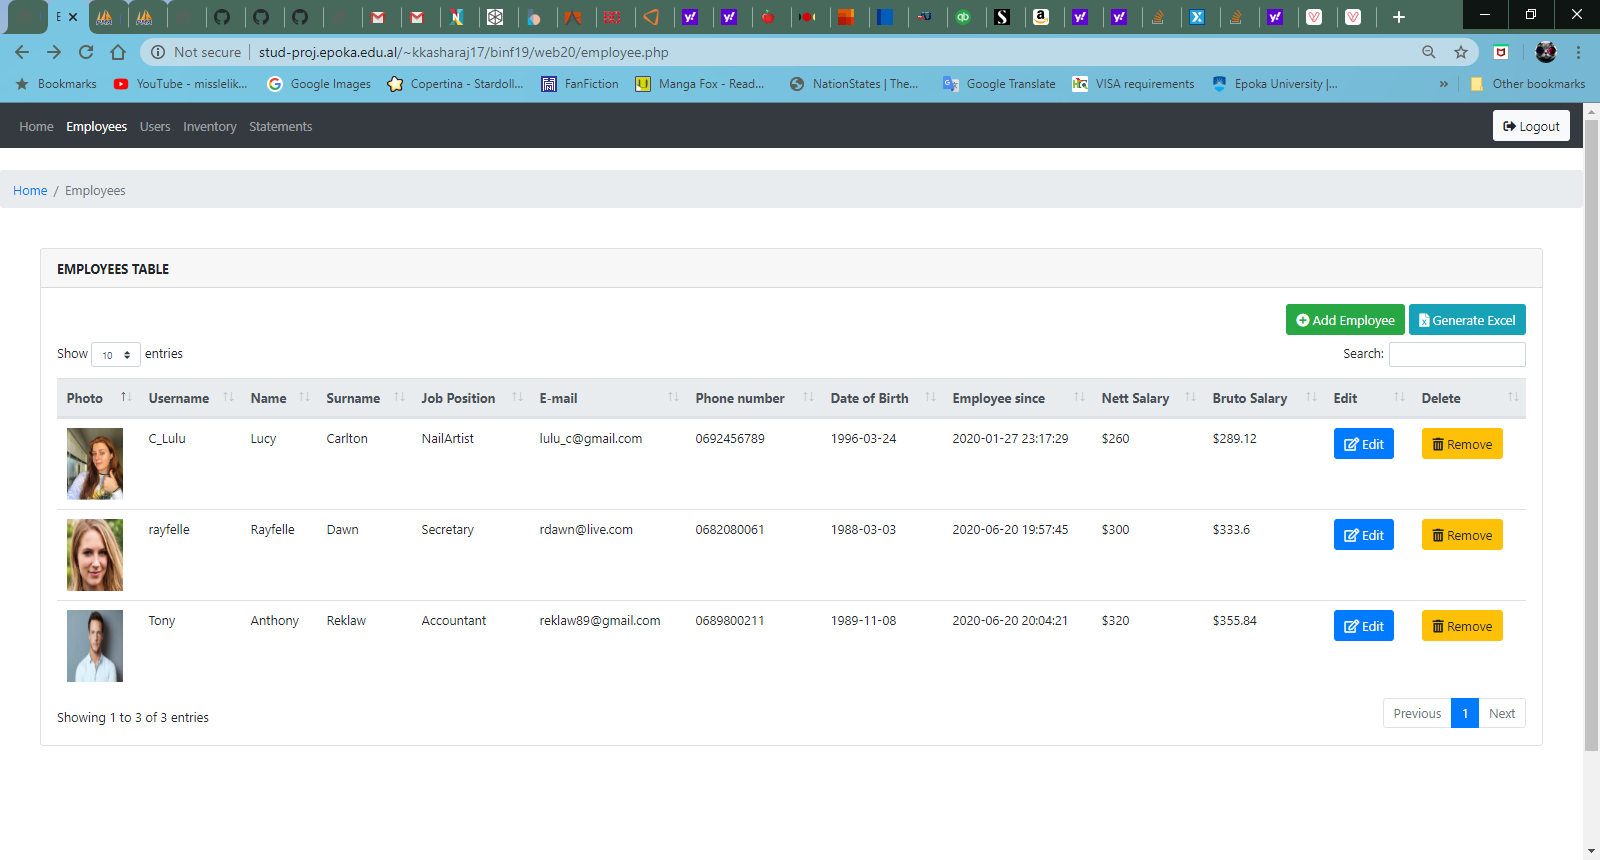 E
Not secure stud-proj.epoka.edu.al/~kkasharaj17/binf19/web20/employee.php
Bookmarks YouTube - misslelik... Google Images Copertina - Stardoll... FanFiction Manga Fox - Read... NationStates | The... Google Translate VISA requirements Epoka University |... » Other bookmarks
Home Employees Users Inventory Statements Logout
Home / Employees
EMPLOYEES TABLE
Add Employee Generate Excel
Show 10 entries Search:
Photo Username Name Surname Job Position E-mail Phone number Date of Birth Employee since Nett Salary Bruto Salary Edit Delete
C_Lulu Lucy Carlton NailArtist lulu_c@gmail.com 0692456789 1996-03-24 2020-01-27 23:17:29 $260 $289.12 Edit Remove
rayfelle Rayfelle Dawn Secretary rdawn@live.com 0682080061 1988-03-03 2020-06-20 19:57:45 $300 $333.6 Edit Remove
Tony Anthony Reklaw Accountant reklaw89@gmail.com 0689800211 1989-11-08 2020-06-20 20:04:21 $320 $355.84 Edit Remove
Showing 1 to 3 of 3 entries Previous 1 Next